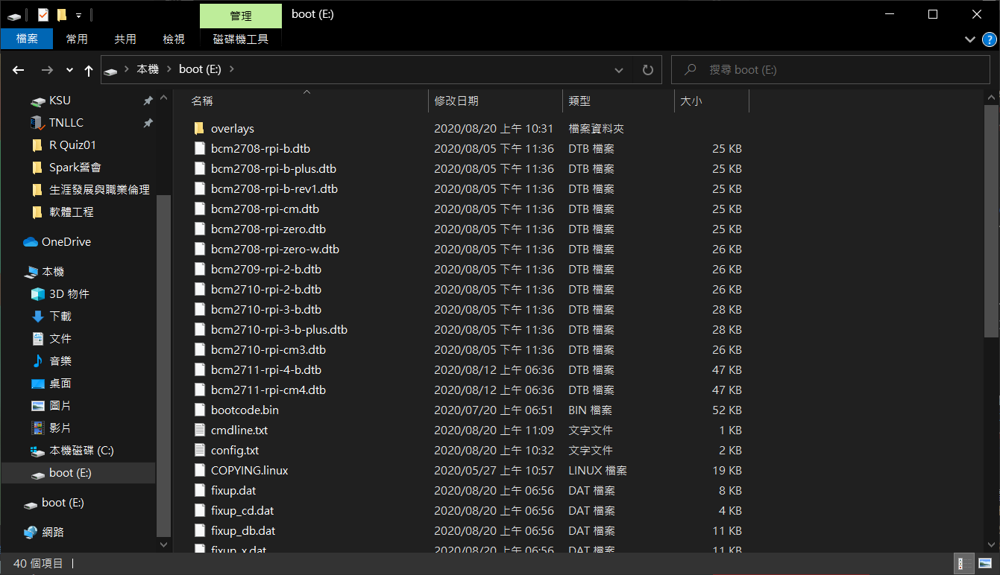 管理
boot (E:)
檔案
常用
共用
檢視
磁碟機工具
?
本機
boot (E:)
搜尋 boot (E:)
KSU
TNLLC
R Quiz01
Spark營會
生涯發展與職業倫理
軟體工程
OneDrive
本機
3D 物件
下載
文件
音樂
桌面
圖片
影片
本機磁碟 (C:)
boot (E:)
boot (E:)
網路
名稱 修改日期 類型 大小
overlays 2020/08/20 上午 10:31 檔案資料夾
bcm2708-rpi-b.dtb 2020/08/05 下午 11:36 DTB 檔案 25 KB
bcm2708-rpi-b-plus.dtb 2020/08/05 下午 11:36 DTB 檔案 25 KB
bcm2708-rpi-b-rev1.dtb 2020/08/05 下午 11:36 DTB 檔案 25 KB
bcm2708-rpi-cm.dtb 2020/08/05 下午 11:36 DTB 檔案 25 KB
bcm2708-rpi-zero.dtb 2020/08/05 下午 11:36 DTB 檔案 25 KB
bcm2708-rpi-zero-w.dtb 2020/08/05 下午 11:36 DTB 檔案 26 KB
bcm2709-rpi-2-b.dtb 2020/08/05 下午 11:36 DTB 檔案 26 KB
bcm2710-rpi-2-b.dtb 2020/08/05 下午 11:36 DTB 檔案 26 KB
bcm2710-rpi-3-b.dtb 2020/08/05 下午 11:36 DTB 檔案 28 KB
bcm2710-rpi-3-b-plus.dtb 2020/08/05 下午 11:36 DTB 檔案 28 KB
bcm2710-rpi-cm3.dtb 2020/08/05 下午 11:36 DTB 檔案 26 KB
bcm2711-rpi-4-b.dtb 2020/08/12 上午 06:36 DTB 檔案 47 KB
bcm2711-rpi-cm4.dtb 2020/08/12 上午 06:36 DTB 檔案 47 KB
bootcode.bin 2020/07/20 上午 06:51 BIN 檔案 52 KB
cmdline.txt 2020/08/20 上午 11:09 文字文件 1 KB
config.txt 2020/08/20 上午 10:32 文字文件 2 KB
COPYING.linux 2020/05/27 上午 10:57 LINUX 檔案 19 KB
fixup.dat 2020/08/20 上午 06:56 DAT 檔案 8 KB
fixup_cd.dat 2020/08/20 上午 06:56 DAT 檔案 4 KB
fixup_db.dat 2020/08/20 上午 06:56 DAT 檔案 11 KB
fixup_x.dat 2020/08/20 上午 06:56 DAT 檔案 11 KB
40 個項目